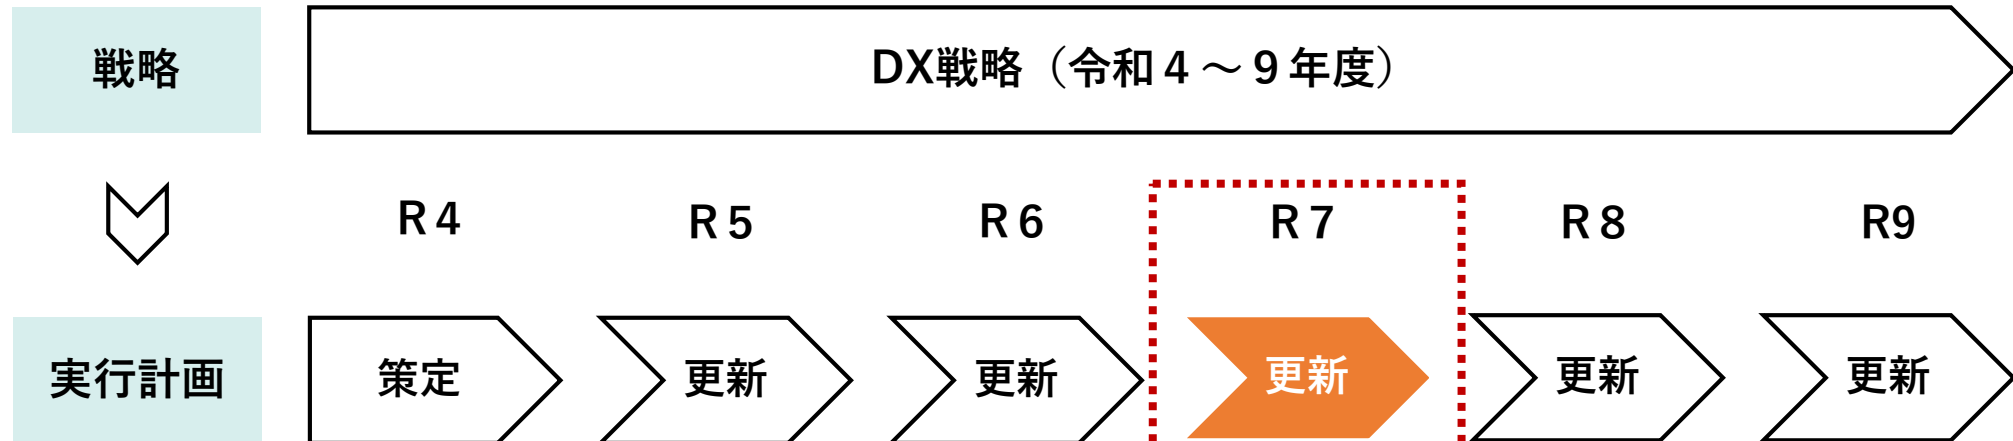 戦略
DX戦略（令和４～９年度）
R４
R５
R６
R７
R８
R9
実行計画
策定
更新
更新
更新
更新
更新